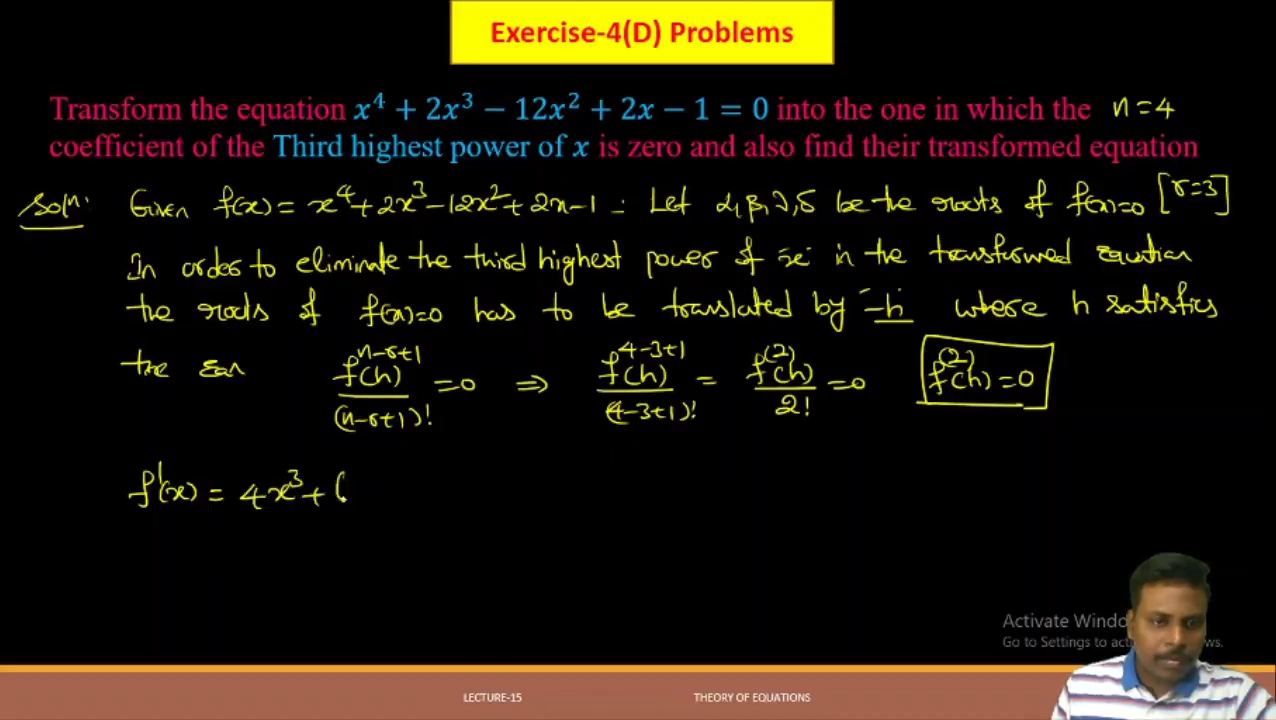 Exercise-4(D) Problems
Transform the equation x⁴ + 2x³ − 12x² + 2x − 1 = 0 into the one in which the n=4
coefficient of the Third highest power of x is zero and also find their transformed equation
Soln: Given f(x) = x⁴+2x³-12x²+2x-1 = Let α,β,γ,δ be the roots of f(x)=0 [r=3]
In order to eliminate the third highest power of 'x' in the transformed equation
the roots of f(x)=0 has to be translated by -h where h satisfies
the f^{n-r+1}(h)/(n-r+1)! =0 ⇒ f^{4-3+1}(h)/(4-3+1)! = f^{(2)}(h)/2! =0 f^{(2)}(h)=0
f'(x) = 4x³+(
Activate Windo
Go to Settings to act ws.
LECTURE-15 THEORY OF EQUATIONS